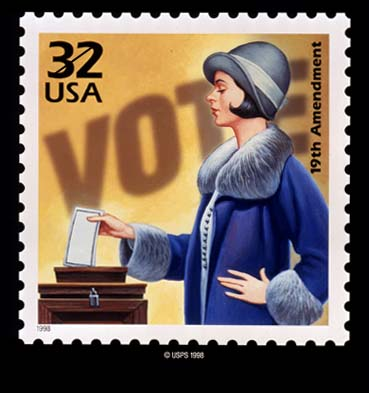 32
USA
VOTE
19th Amendment
1998
© USPS 1998